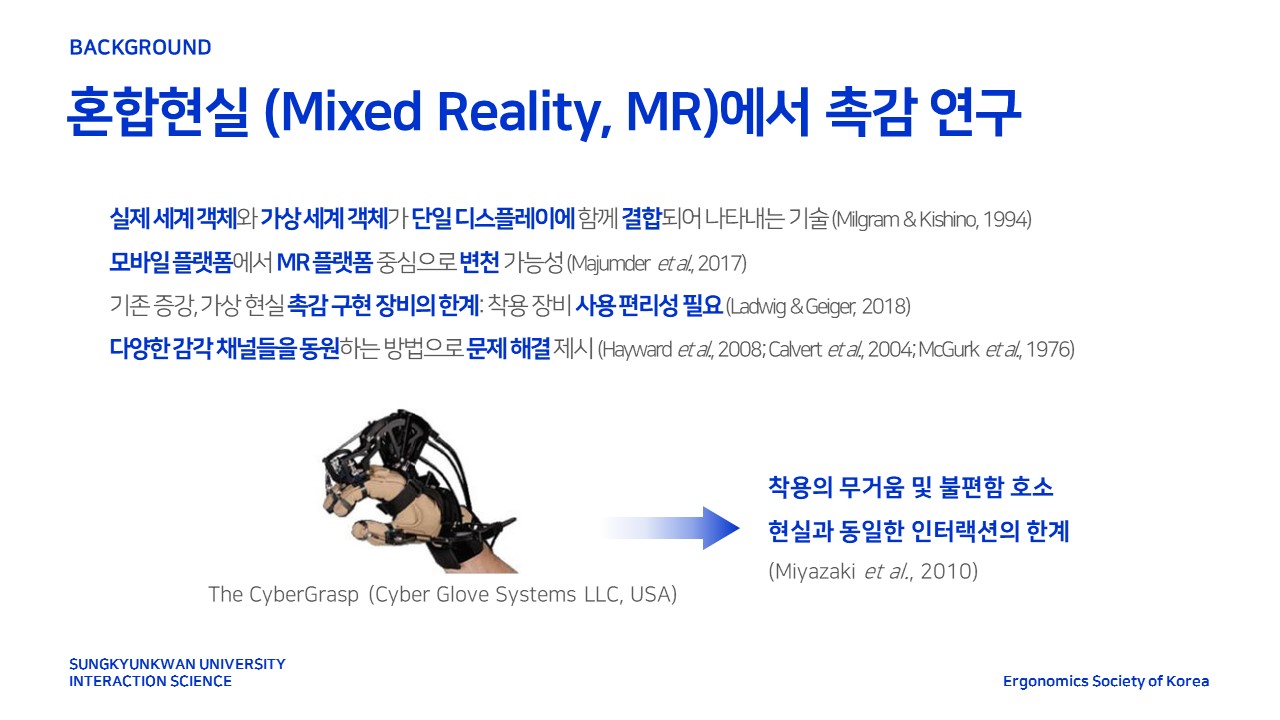 BACKGROUND
혼합현실 (Mixed Reality, MR)에서 촉감 연구
실제 세계 객체와 가상 세계 객체가 단일 디스플레이에 함께 결합되어 나타내는 기술 (Milgram & Kishino, 1994)
모바일 플랫폼에서 MR 플랫폼 중심으로 변천 가능성 (Majumder et al., 2017)
기존 증강, 가상 현실 촉감 구현 장비의 한계: 착용 장비 사용 편리성 필요 (Ladwig & Geiger, 2018)
다양한 감각 채널들을 동원하는 방법으로 문제 해결 제시 (Hayward et al., 2008; Calvert et al., 2004; McGurk et al., 1976)
착용의 무거움 및 불편함 호소
현실과 동일한 인터랙션의 한계
(Miyazaki et al., 2010)
The CyberGrasp (Cyber Glove Systems LLC, USA)
SUNGKYUNKWAN UNIVERSITY
INTERACTION SCIENCE
Ergonomics Society of Korea